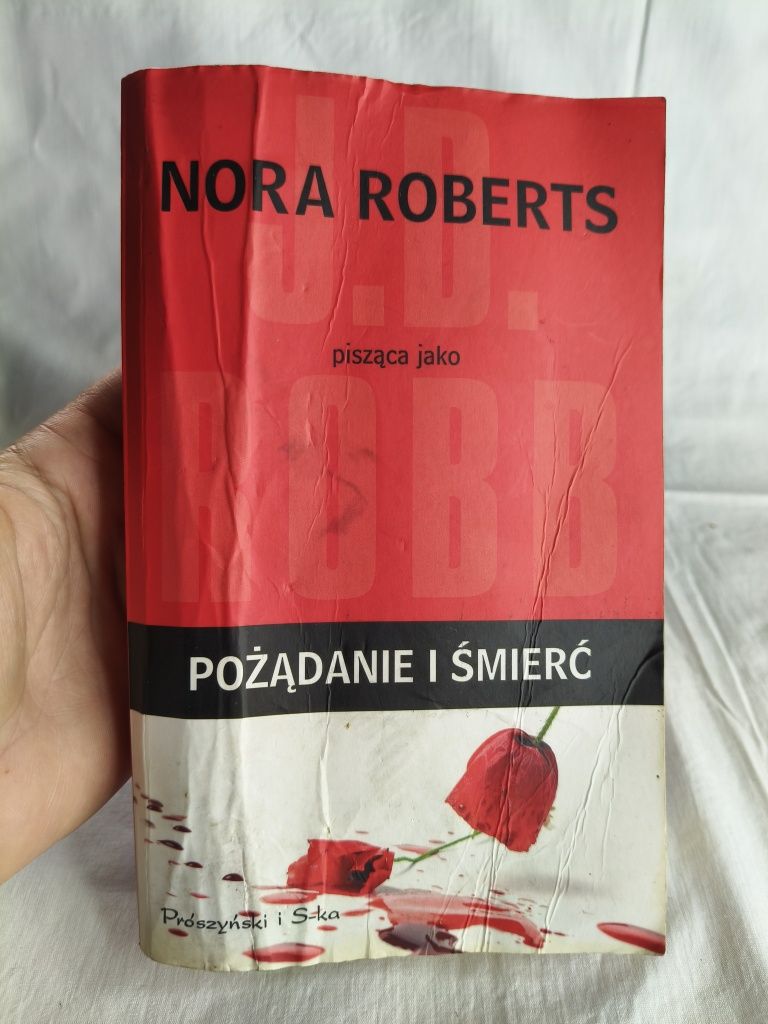 J.D.
NORA ROBERTS
pisząca jako
ROBB
POŻĄDANIE I ŚMIERĆ
Prószyński i S-ka